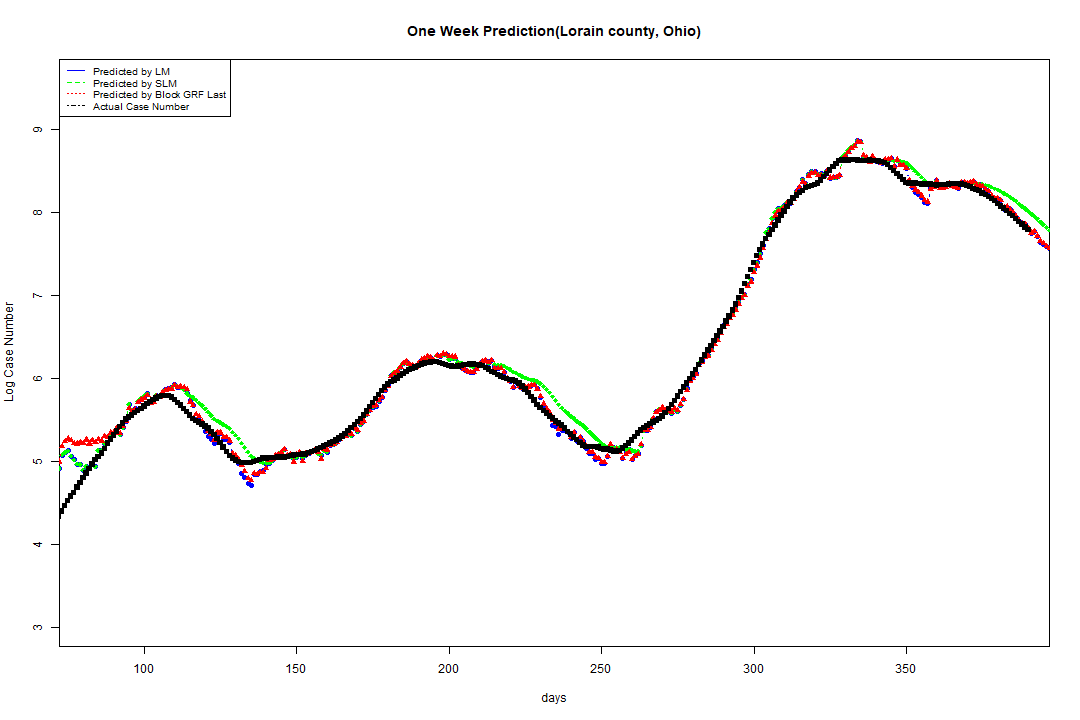 One Week Prediction(Lorain county, Ohio)
Predicted by LM
Predicted by SLM
Predicted by Block GRF Last
Actual Case Number
Log Case Number
9
8
7
6
5
4
3
100 150 200 250 300 350
days